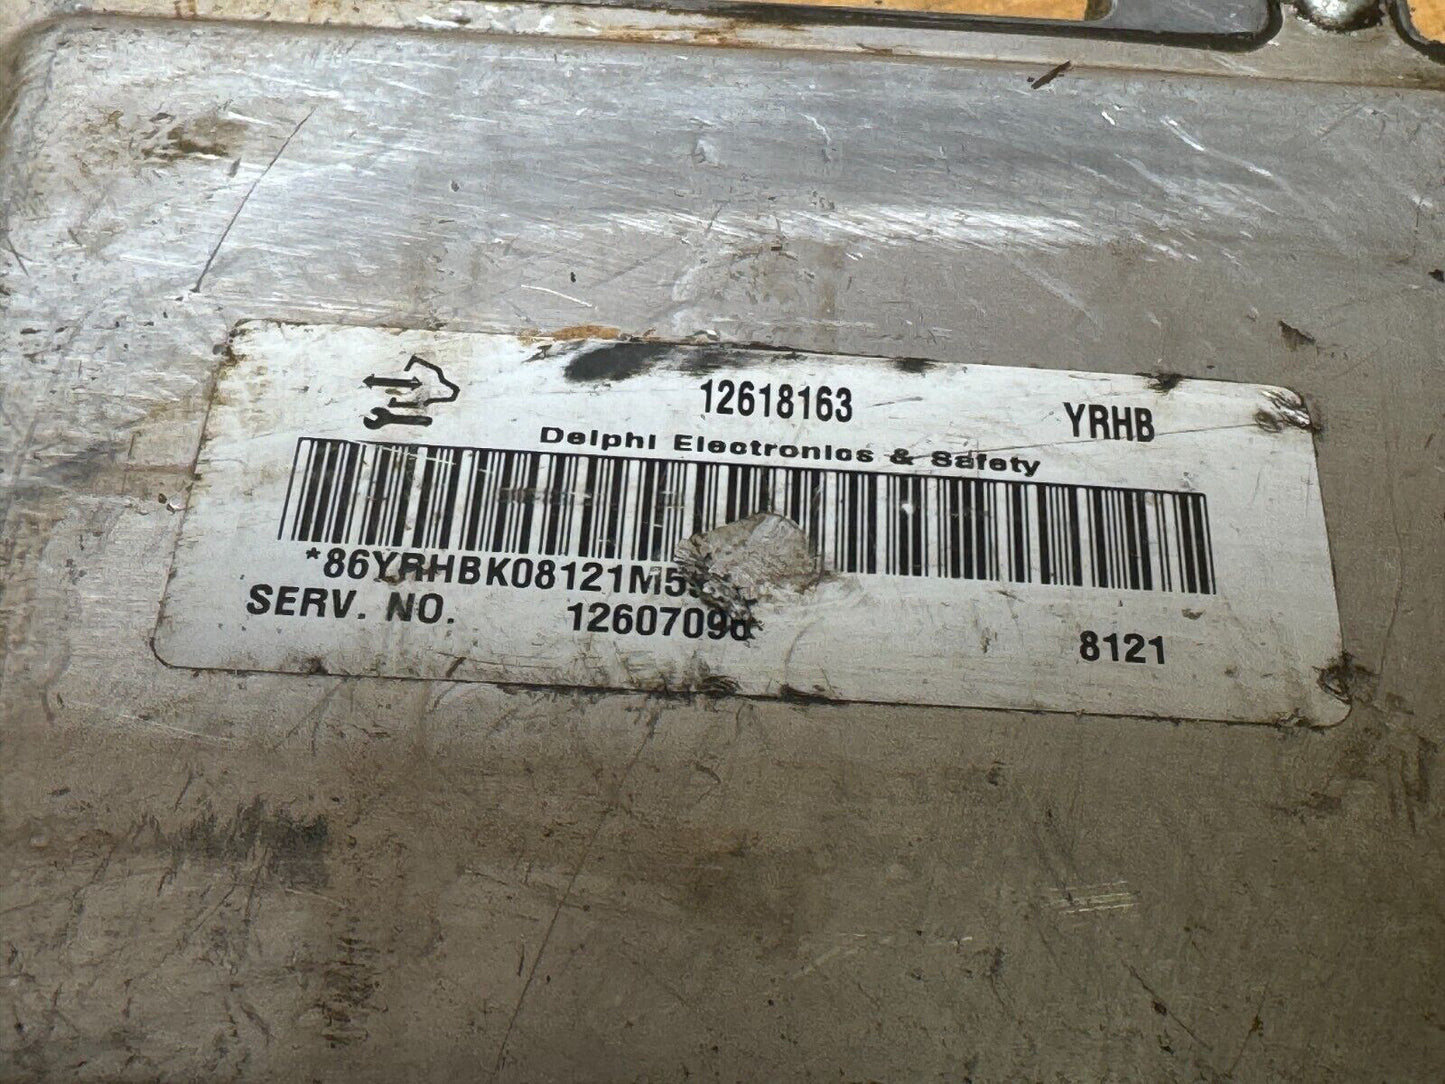 12618163
YRHB
Delphi Electronics & Safety
*86YRHBK08121M5
SERV. NO. 1260709
8121